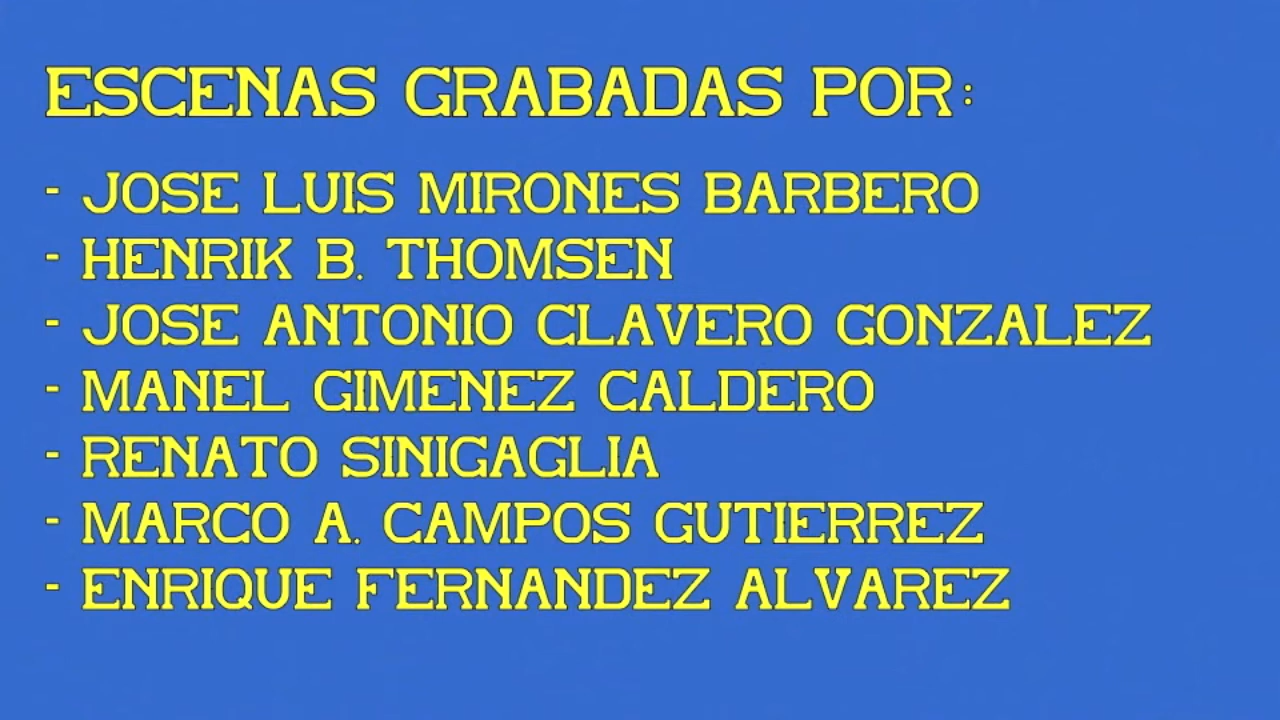 ESCENAS GRABADAS POR:
- JOSE LUIS MIRONES BARBERO
- HENRIK B. THOMSEN
- JOSE ANTONIO CLAVERO GONZALEZ
- MANEL GIMENEZ CALDERO
- RENATO SINIGAGLIA
- MARCO A. CAMPOS GUTIERREZ
- ENRIQUE FERNANDEZ ALVAREZ